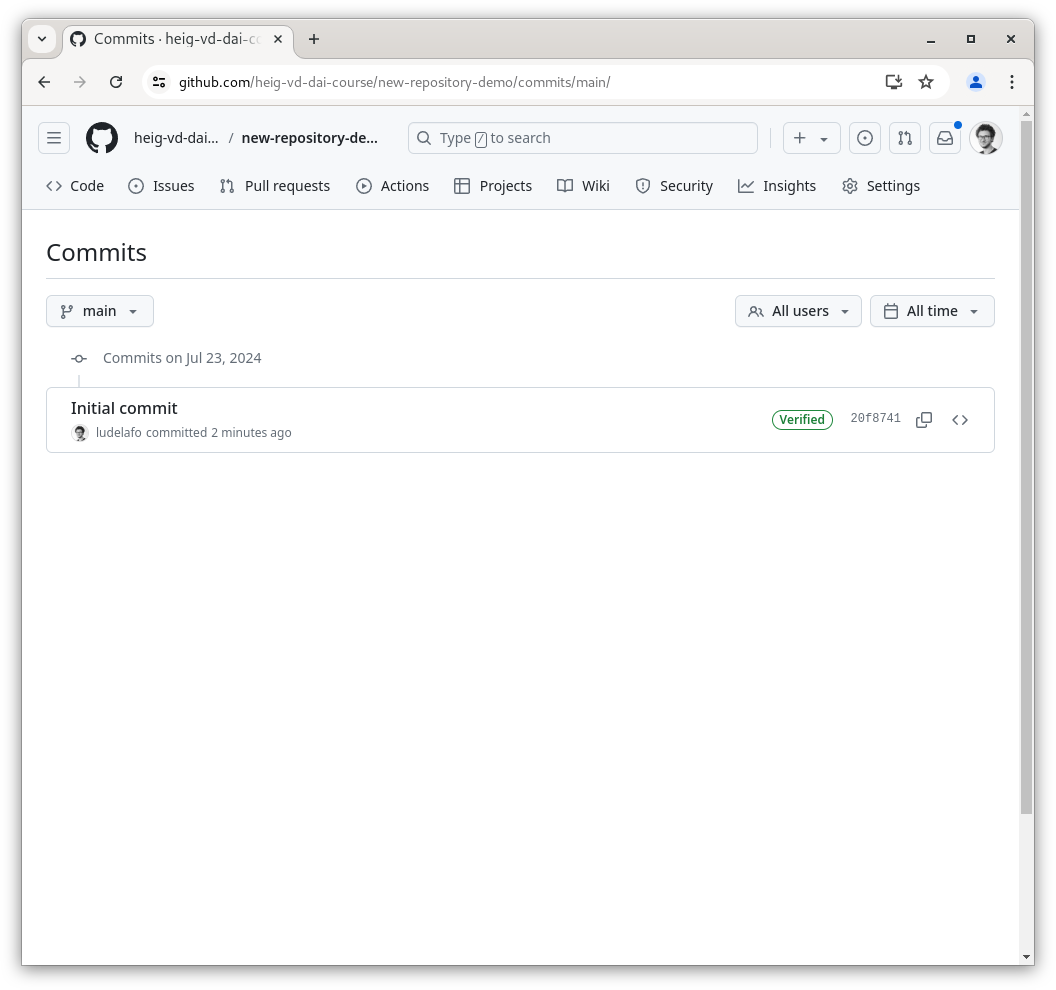 Commits · heig-vd-dai-co
github.com/heig-vd-dai-course/new-repository-demo/commits/main/
heig-vd-dai... / new-repository-de...
Type / to search
Code Issues Pull requests Actions Projects Wiki Security Insights Settings
Commits
main All users All time
Commits on Jul 23, 2024
Initial commit
Verified 20f8741
ludelafo committed 2 minutes ago